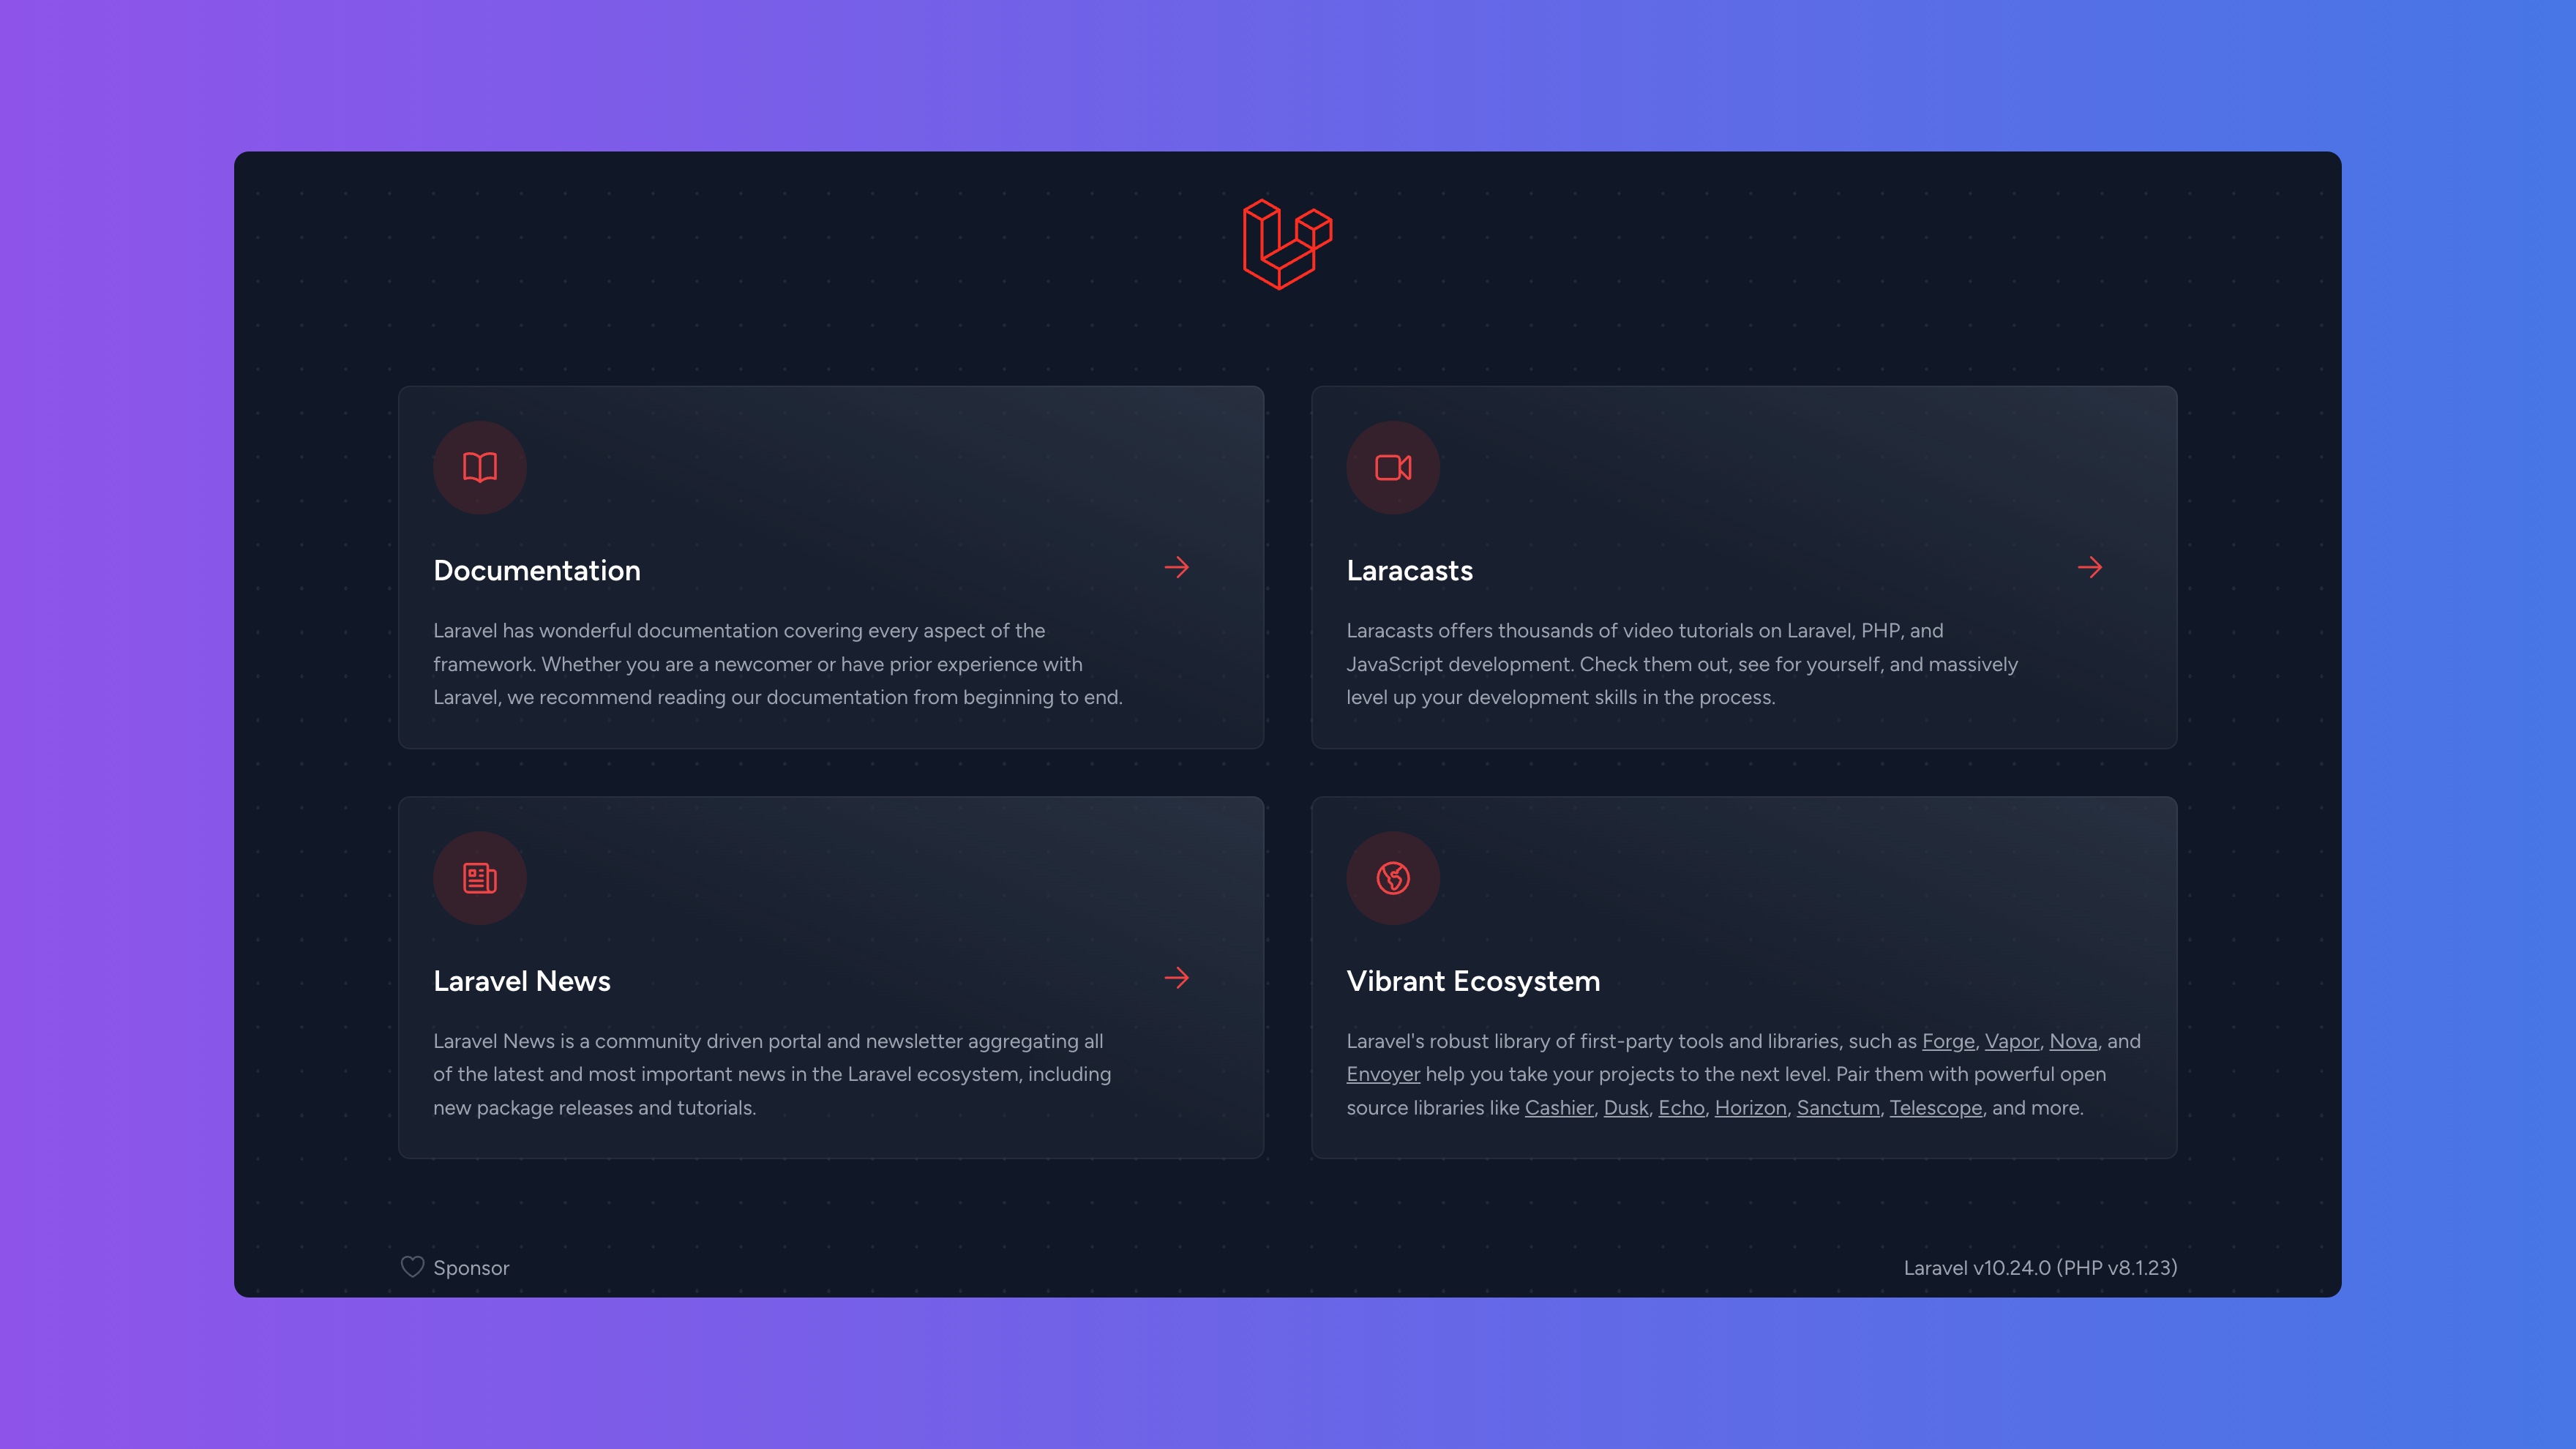 Documentation
Laravel has wonderful documentation covering every aspect of the
framework. Whether you are a newcomer or have prior experience with
Laravel, we recommend reading our documentation from beginning to end.
Laracasts
Laracasts offers thousands of video tutorials on Laravel, PHP, and
JavaScript development. Check them out, see for yourself, and massively
level up your development skills in the process.
Laravel News
Laravel News is a community driven portal and newsletter aggregating all
of the latest and most important news in the Laravel ecosystem, including
new package releases and tutorials.
Vibrant Ecosystem
Laravel's robust library of first-party tools and libraries, such as Forge, Vapor, Nova, and
Envoyer help you take your projects to the next level. Pair them with powerful open
source libraries like Cashier, Dusk, Echo, Horizon, Sanctum, Telescope, and more.
Sponsor
Laravel v10.24.0 (PHP v8.1.23)